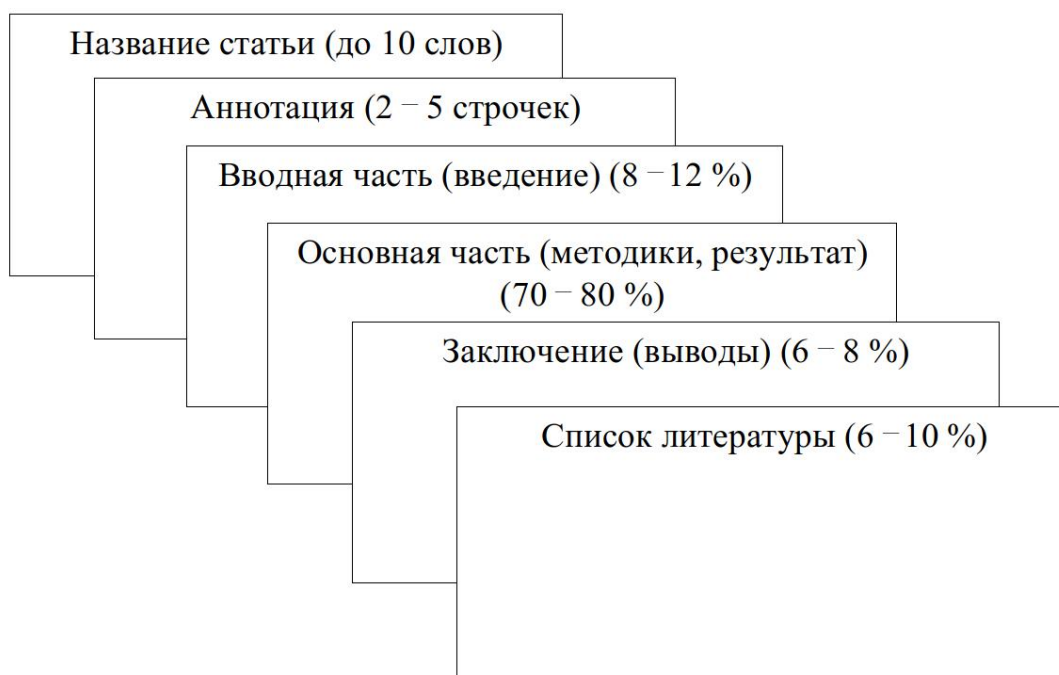 Название статьи (до 10 слов)
Аннотация (2 – 5 строчек)
Вводная часть (введение) (8 – 12 %)
Основная часть (методики, результат)
(70 – 80 %)
Заключение (выводы) (6 – 8 %)
Список литературы (6 – 10 %)